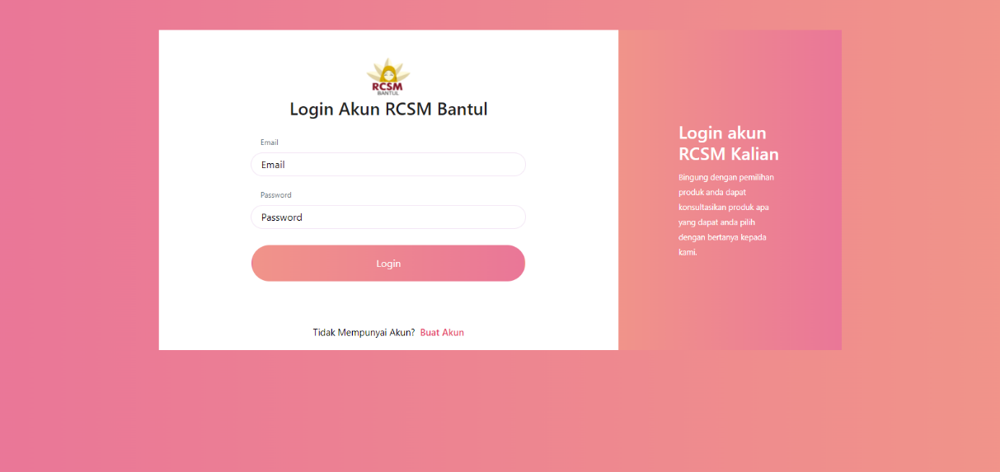 RCSM
BANTUL
Login Akun RCSM Bantul
Email
Email
Password
Password
Login
Tidak Mempunyai Akun? Buat Akun
Login akun
RCSM Kalian
Bingung dengan pemilihan
produk anda dapat
konsultasikan produk apa
yang dapat anda pilih
dengan bertanya kepada
kami.